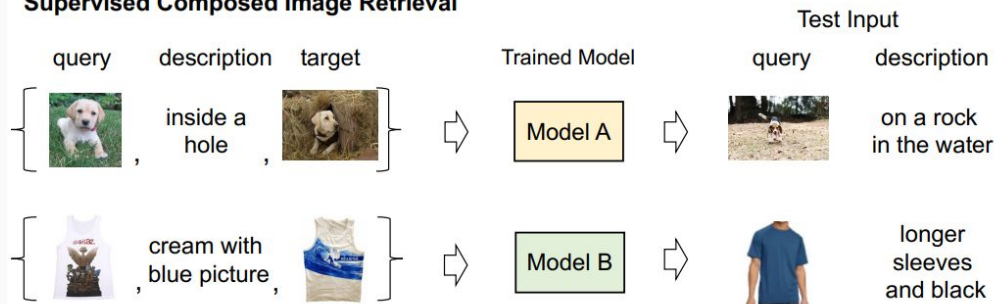 Supervised Composed Image Retrieval
Test Input
query description target Trained Model query description
inside a
hole
, ,
Model A
on a rock
in the water
cream with
blue picture
, ,
Model B
longer
sleeves
and black